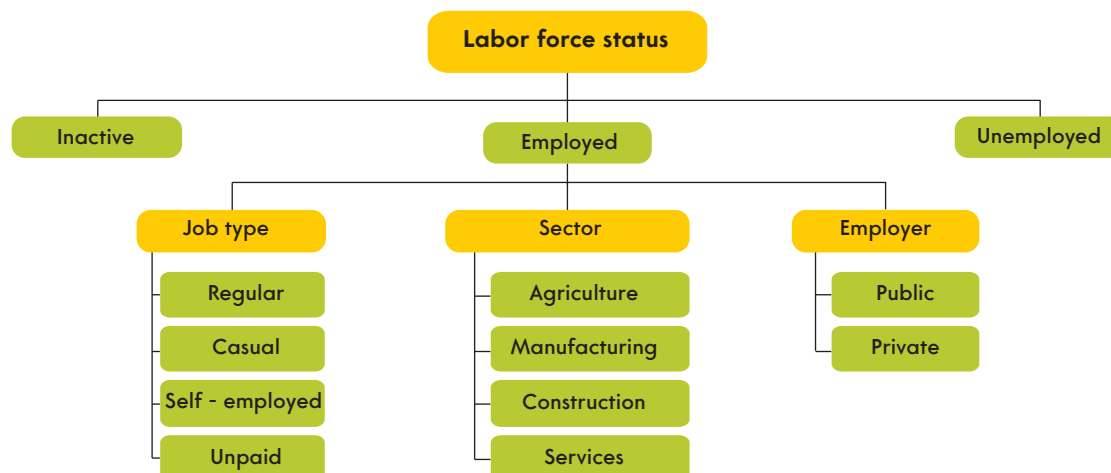 Labor force status
Inactive
Employed
Unemployed
Job type
Sector
Employer
Regular
Agriculture
Public
Casual
Manufacturing
Private
Self - employed
Construction
Unpaid
Services